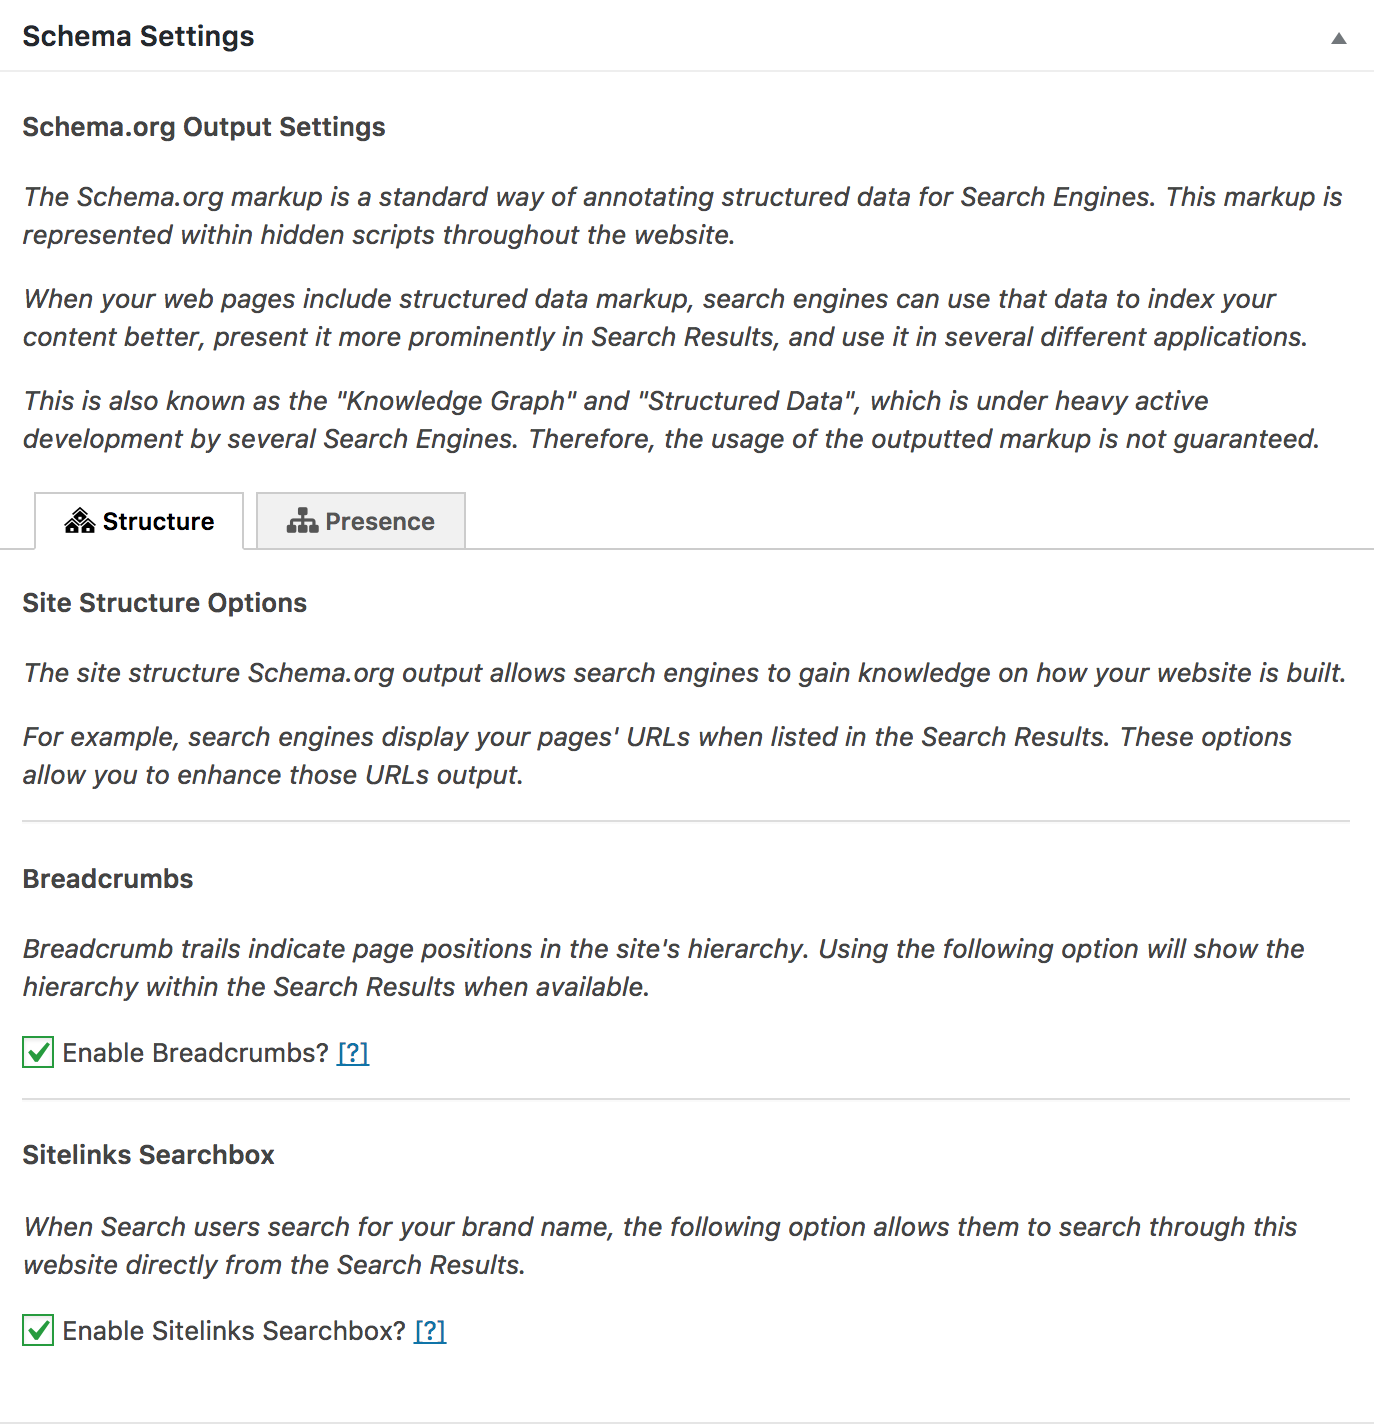 Schema Settings
Schema.org Output Settings
The Schema.org markup is a standard way of annotating structured data for Search Engines. This markup is
represented within hidden scripts throughout the website.
When your web pages include structured data markup, search engines can use that data to index your
content better, present it more prominently in Search Results, and use it in several different applications.
This is also known as the "Knowledge Graph" and "Structured Data", which is under heavy active
development by several Search Engines. Therefore, the usage of the outputted markup is not guaranteed.
Structure Presence
Site Structure Options
The site structure Schema.org output allows search engines to gain knowledge on how your website is built.
For example, search engines display your pages' URLs when listed in the Search Results. These options
allow you to enhance those URLs output.
Breadcrumbs
Breadcrumb trails indicate page positions in the site's hierarchy. Using the following option will show the
hierarchy within the Search Results when available.
Enable Breadcrumbs? [?]
Sitelinks Searchbox
When Search users search for your brand name, the following option allows them to search through this
website directly from the Search Results.
Enable Sitelinks Searchbox? [?]